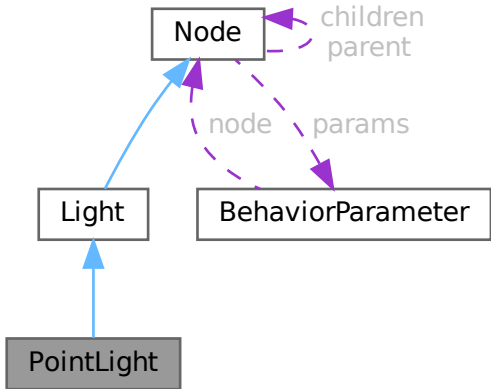 children
Node
parent
node
params
Light
BehaviorParameter
PointLight